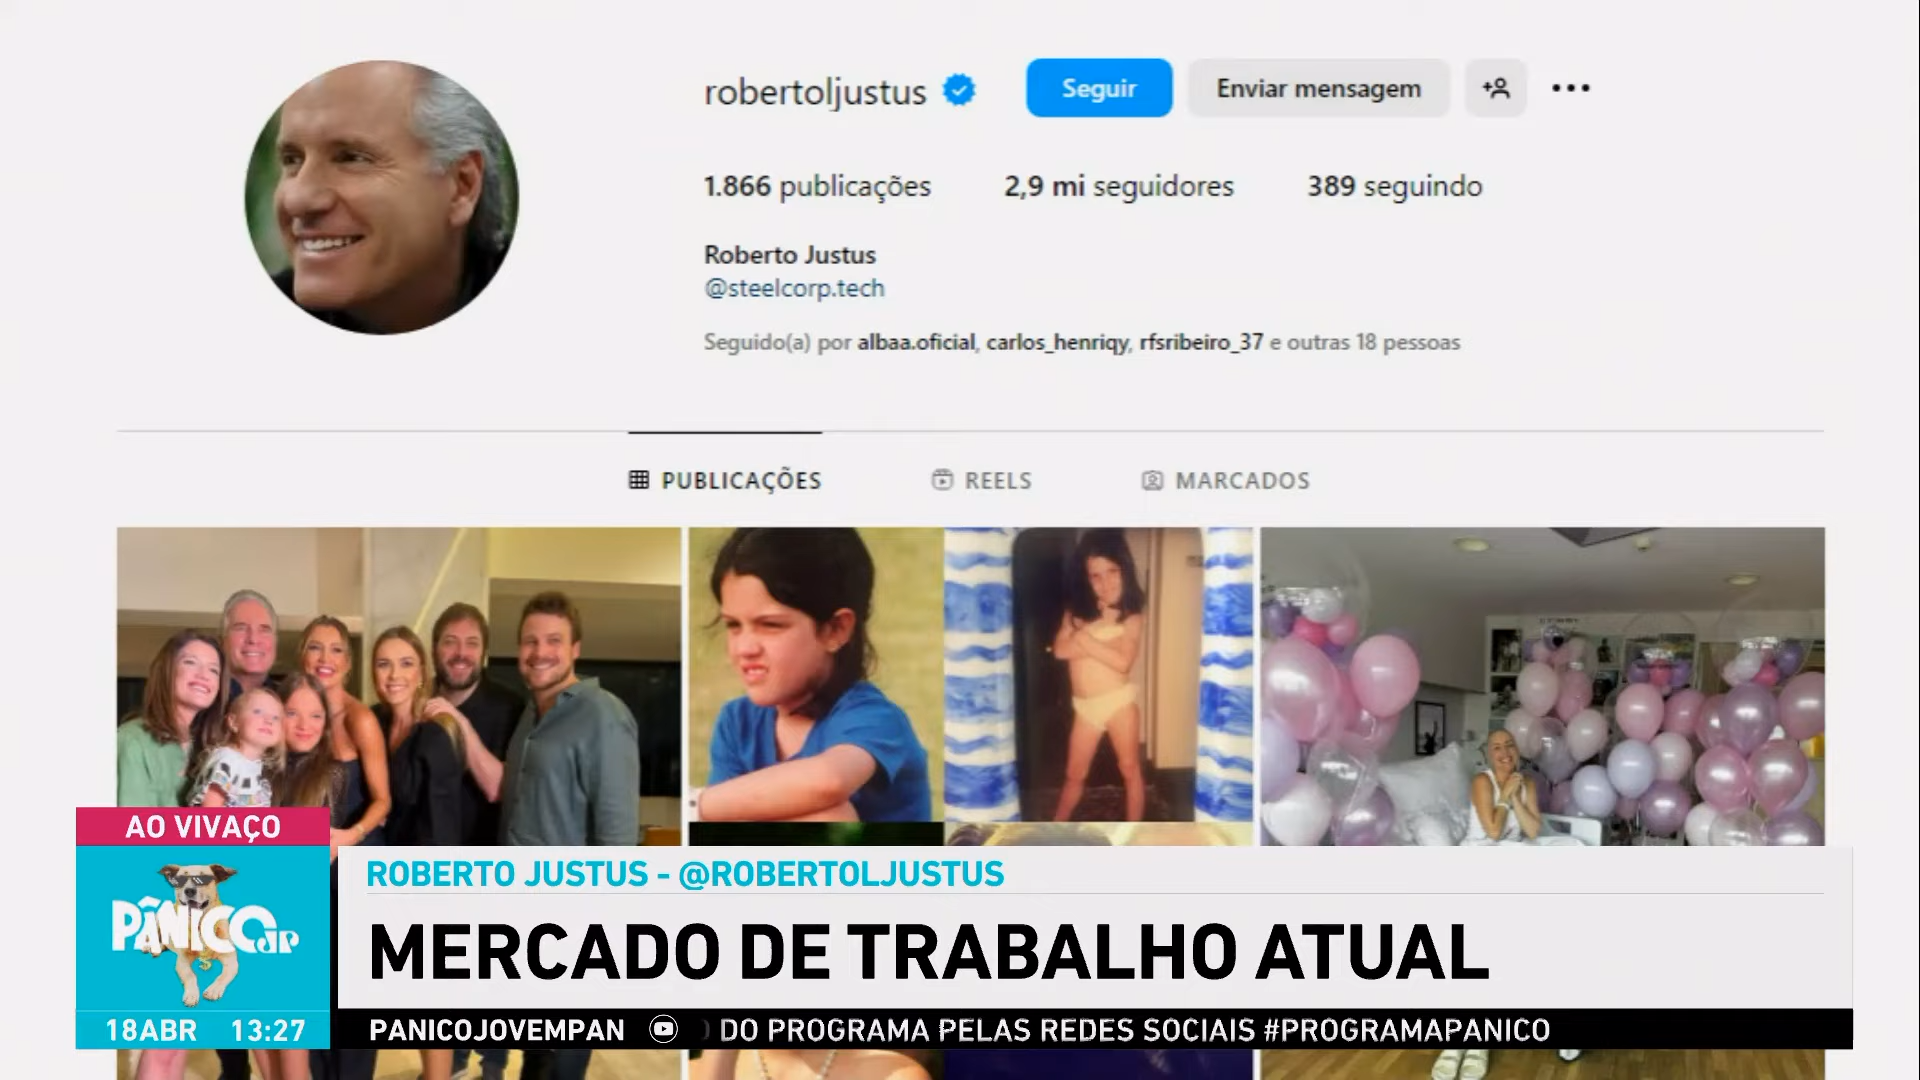 robertoljustus
Seguir
Enviar mensagem
1.866 publicações
2,9 mi seguidores
389 seguindo
Roberto Justus
@steelcorp.tech
Seguido(a) por albaa.oficial, carlos_henriqy, rfsribeiro_37 e outras 18 pessoas
PUBLICAÇÕES
REELS
MARCADOS
AO VIVAÇO
PÂNICO JP
18ABR 13:27
ROBERTO JUSTUS - @ROBERTOLJUSTUS
MERCADO DE TRABALHO ATUAL
PANICOJOVEMPAN
DO PROGRAMA PELAS REDES SOCIAIS #PROGRAMAPANICO